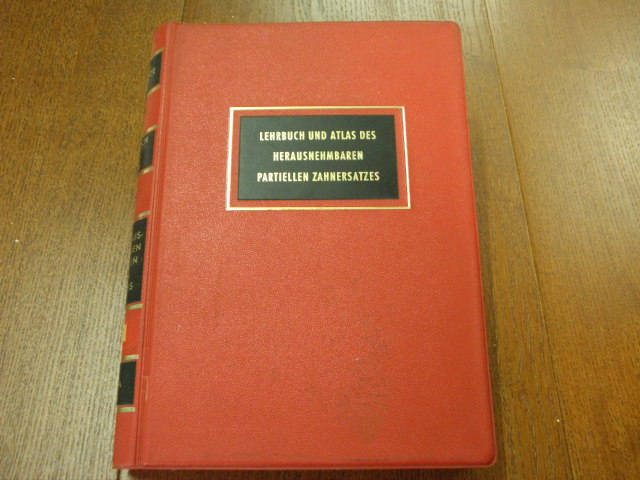 LEHRBUCH UND ATLAS DES
HERAUSNEHMBAREN
PARTIELLEN ZAHNERSATZES